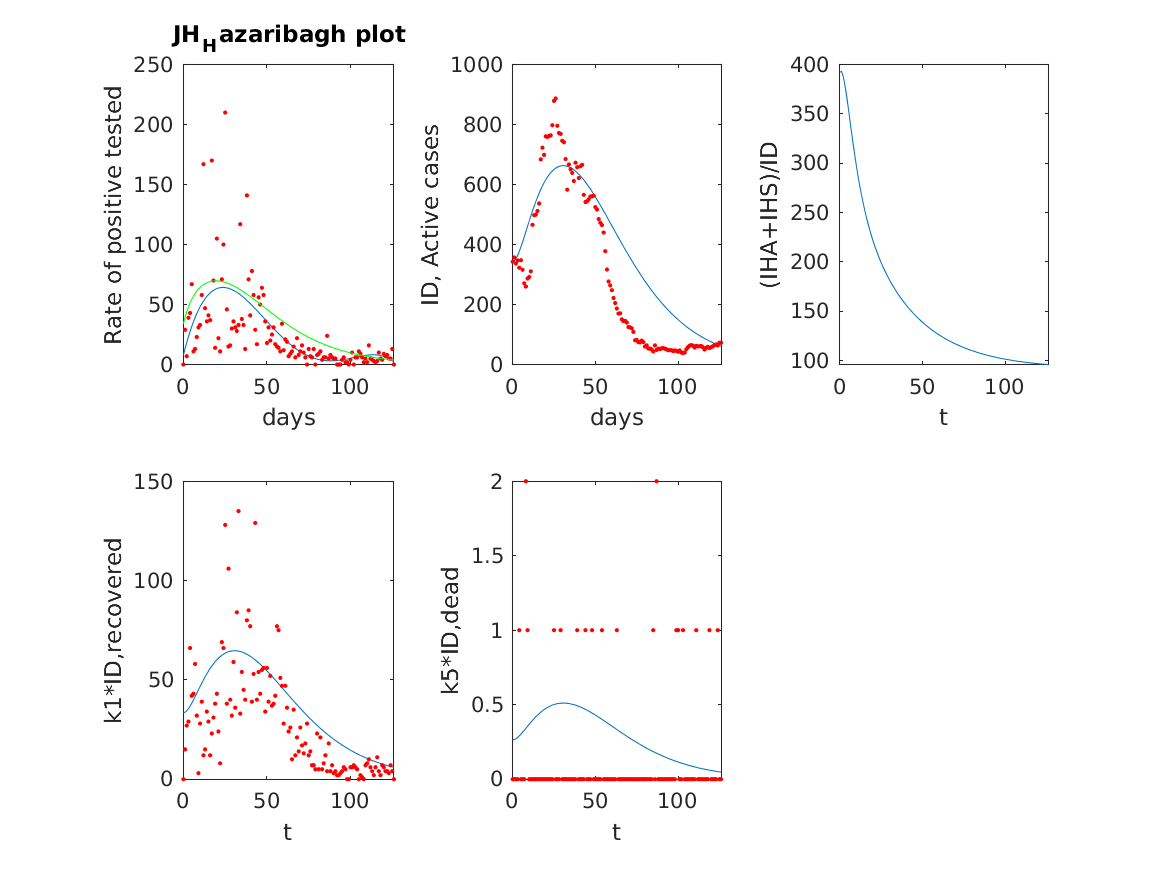 JH_Hazaribagh plot
250
200
150
100
50
0
0 50 100
days
Rate of positive tested
1000
800
600
400
200
0
0 50 100
days
ID, Active cases
400
350
300
250
200
150
100
0 50 100
t
(IHA+IHS)/ID
150
100
50
0
0 50 100
t
k1*ID,recovered
2
1.5
1
0.5
0
0 50 100
t
k5*ID,dead